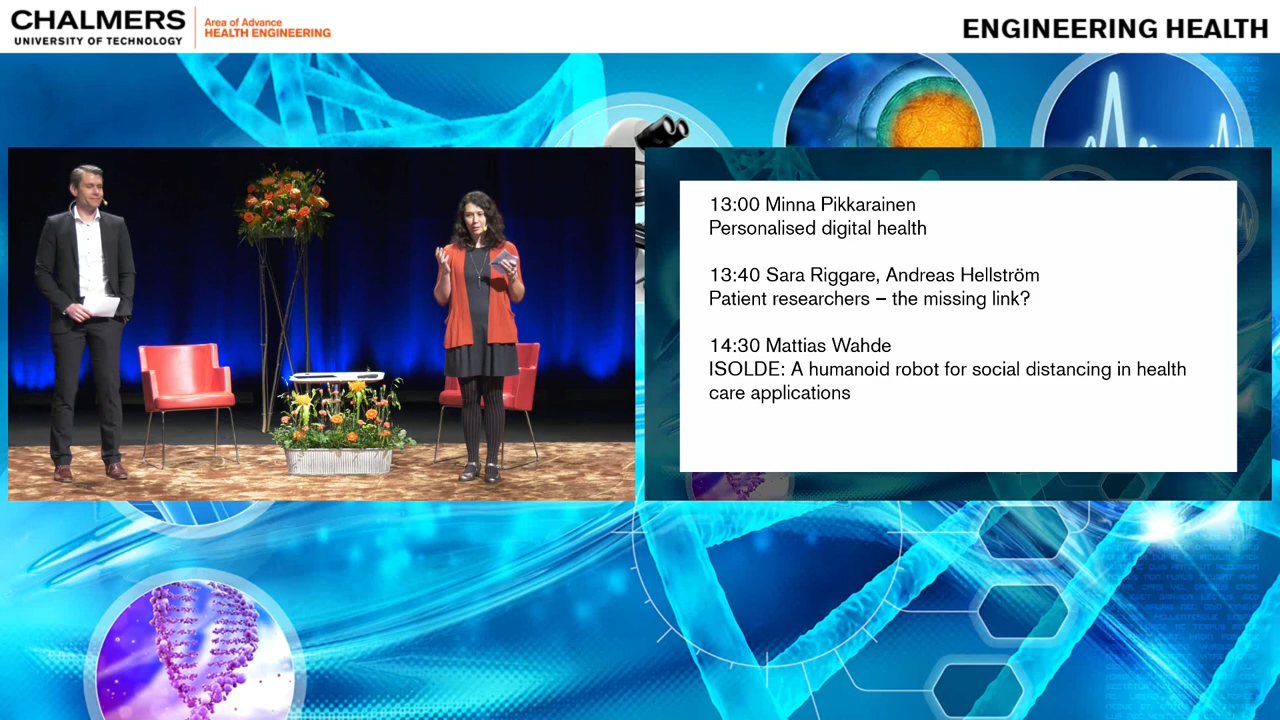 CHALMERS
UNIVERSITY OF TECHNOLOGY
Area of Advance
HEALTH ENGINEERING
ENGINEERING HEALTH
13:00 Minna Pikkarainen
Personalised digital health
13:40 Sara Riggare, Andreas Hellström
Patient researchers – the missing link?
14:30 Mattias Wahde
ISOLDE: A humanoid robot for social distancing in health
care applications